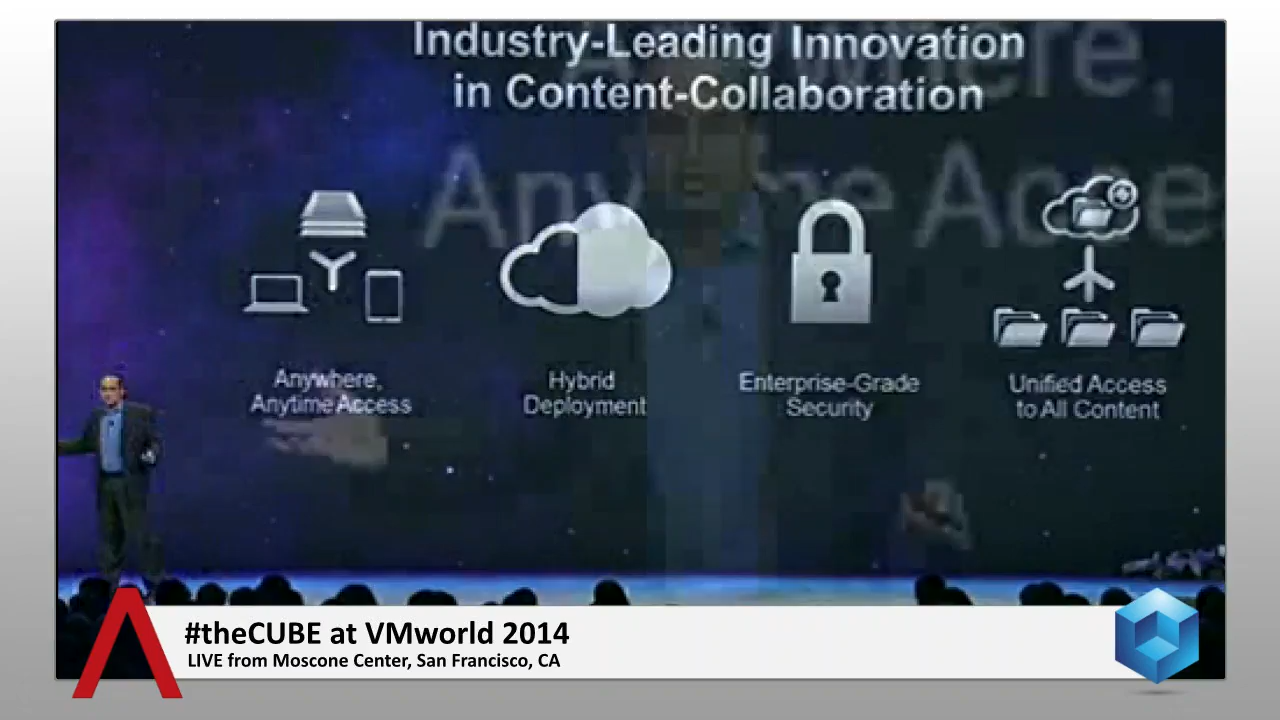 Industry-Leading Innovation
in Content-Collaboration
Anywhere,
Anytime Access
Hybrid
Deployment
Enterprise-Grade
Security
Unified Access
to All Content
#theCUBE at VMworld 2014
LIVE from Moscone Center, San Francisco, CA